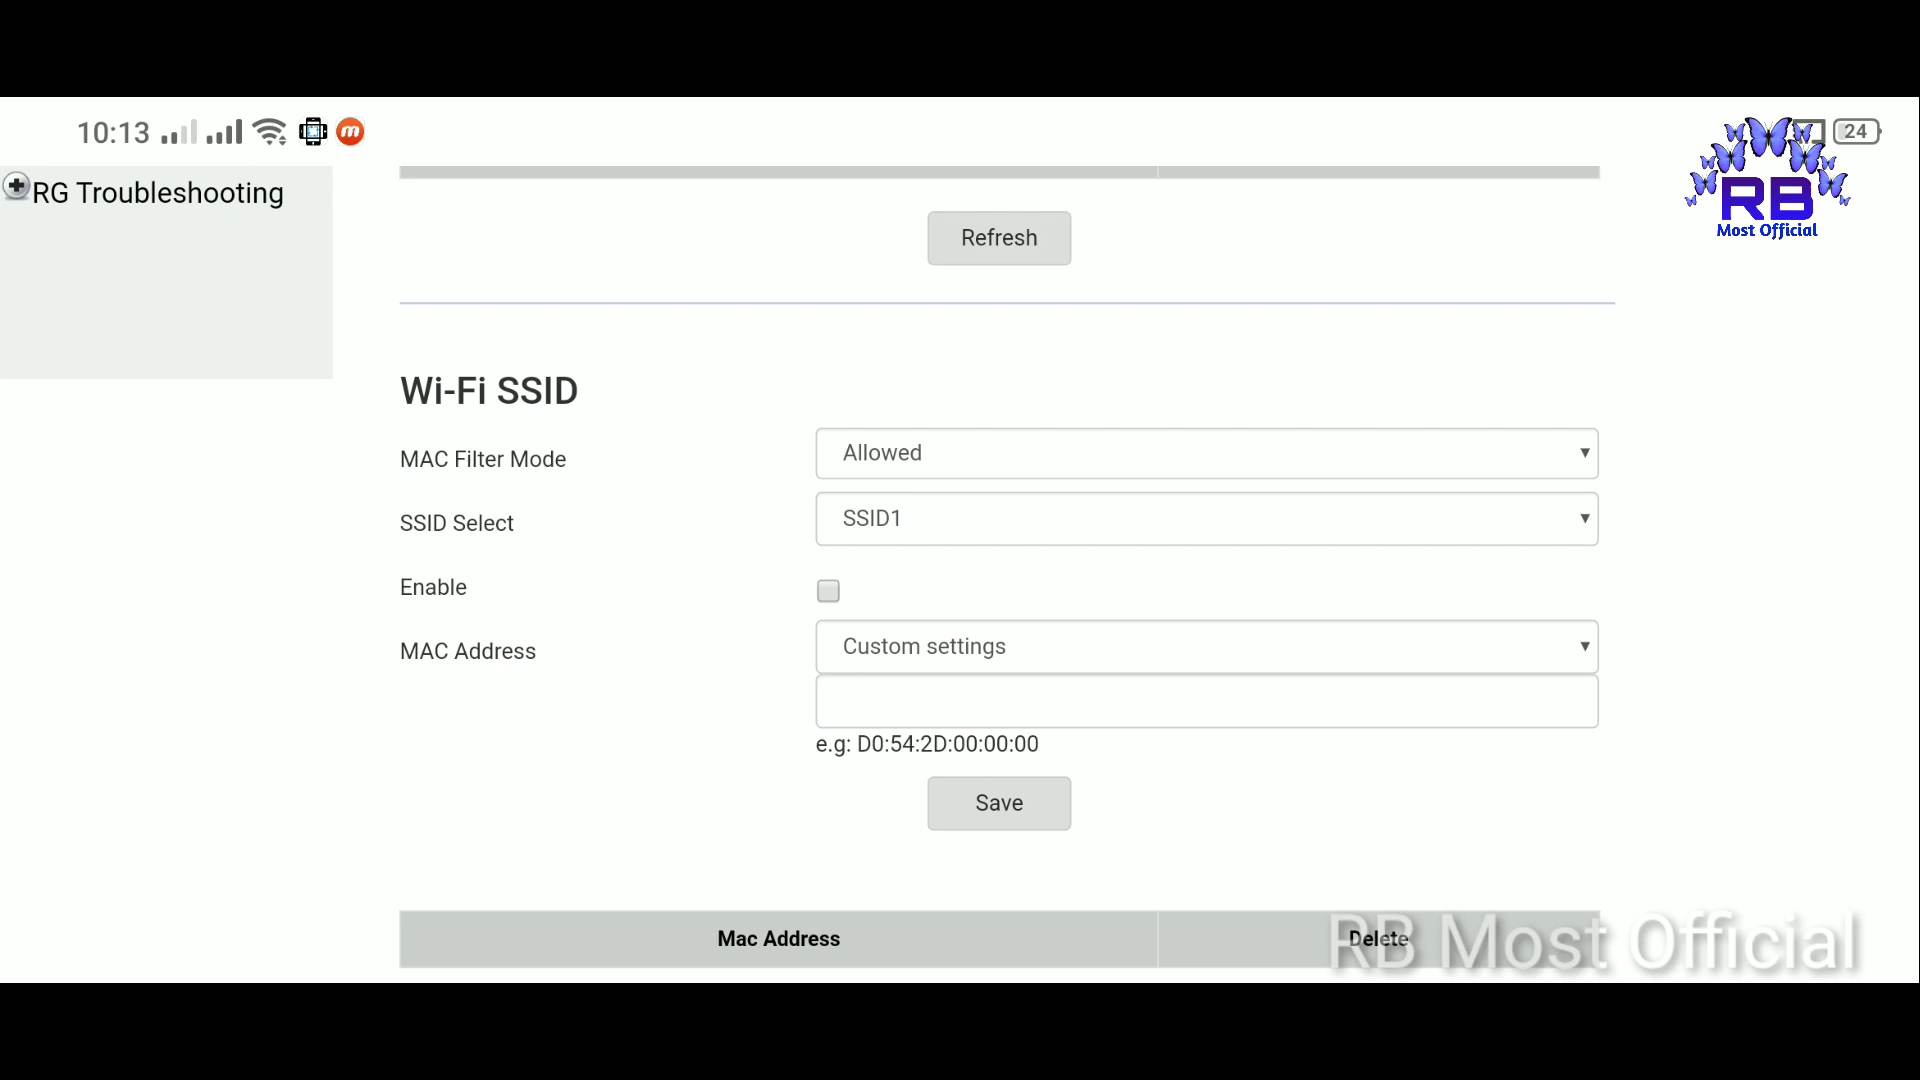 10:13
24
RG Troubleshooting
RB
Most Official
Refresh
Wi-Fi SSID
MAC Filter Mode
Allowed
SSID Select
SSID1
Enable
MAC Address
Custom settings
e.g: D0:54:2D:00:00:00
Save
Mac Address
Delete
RB Most Official